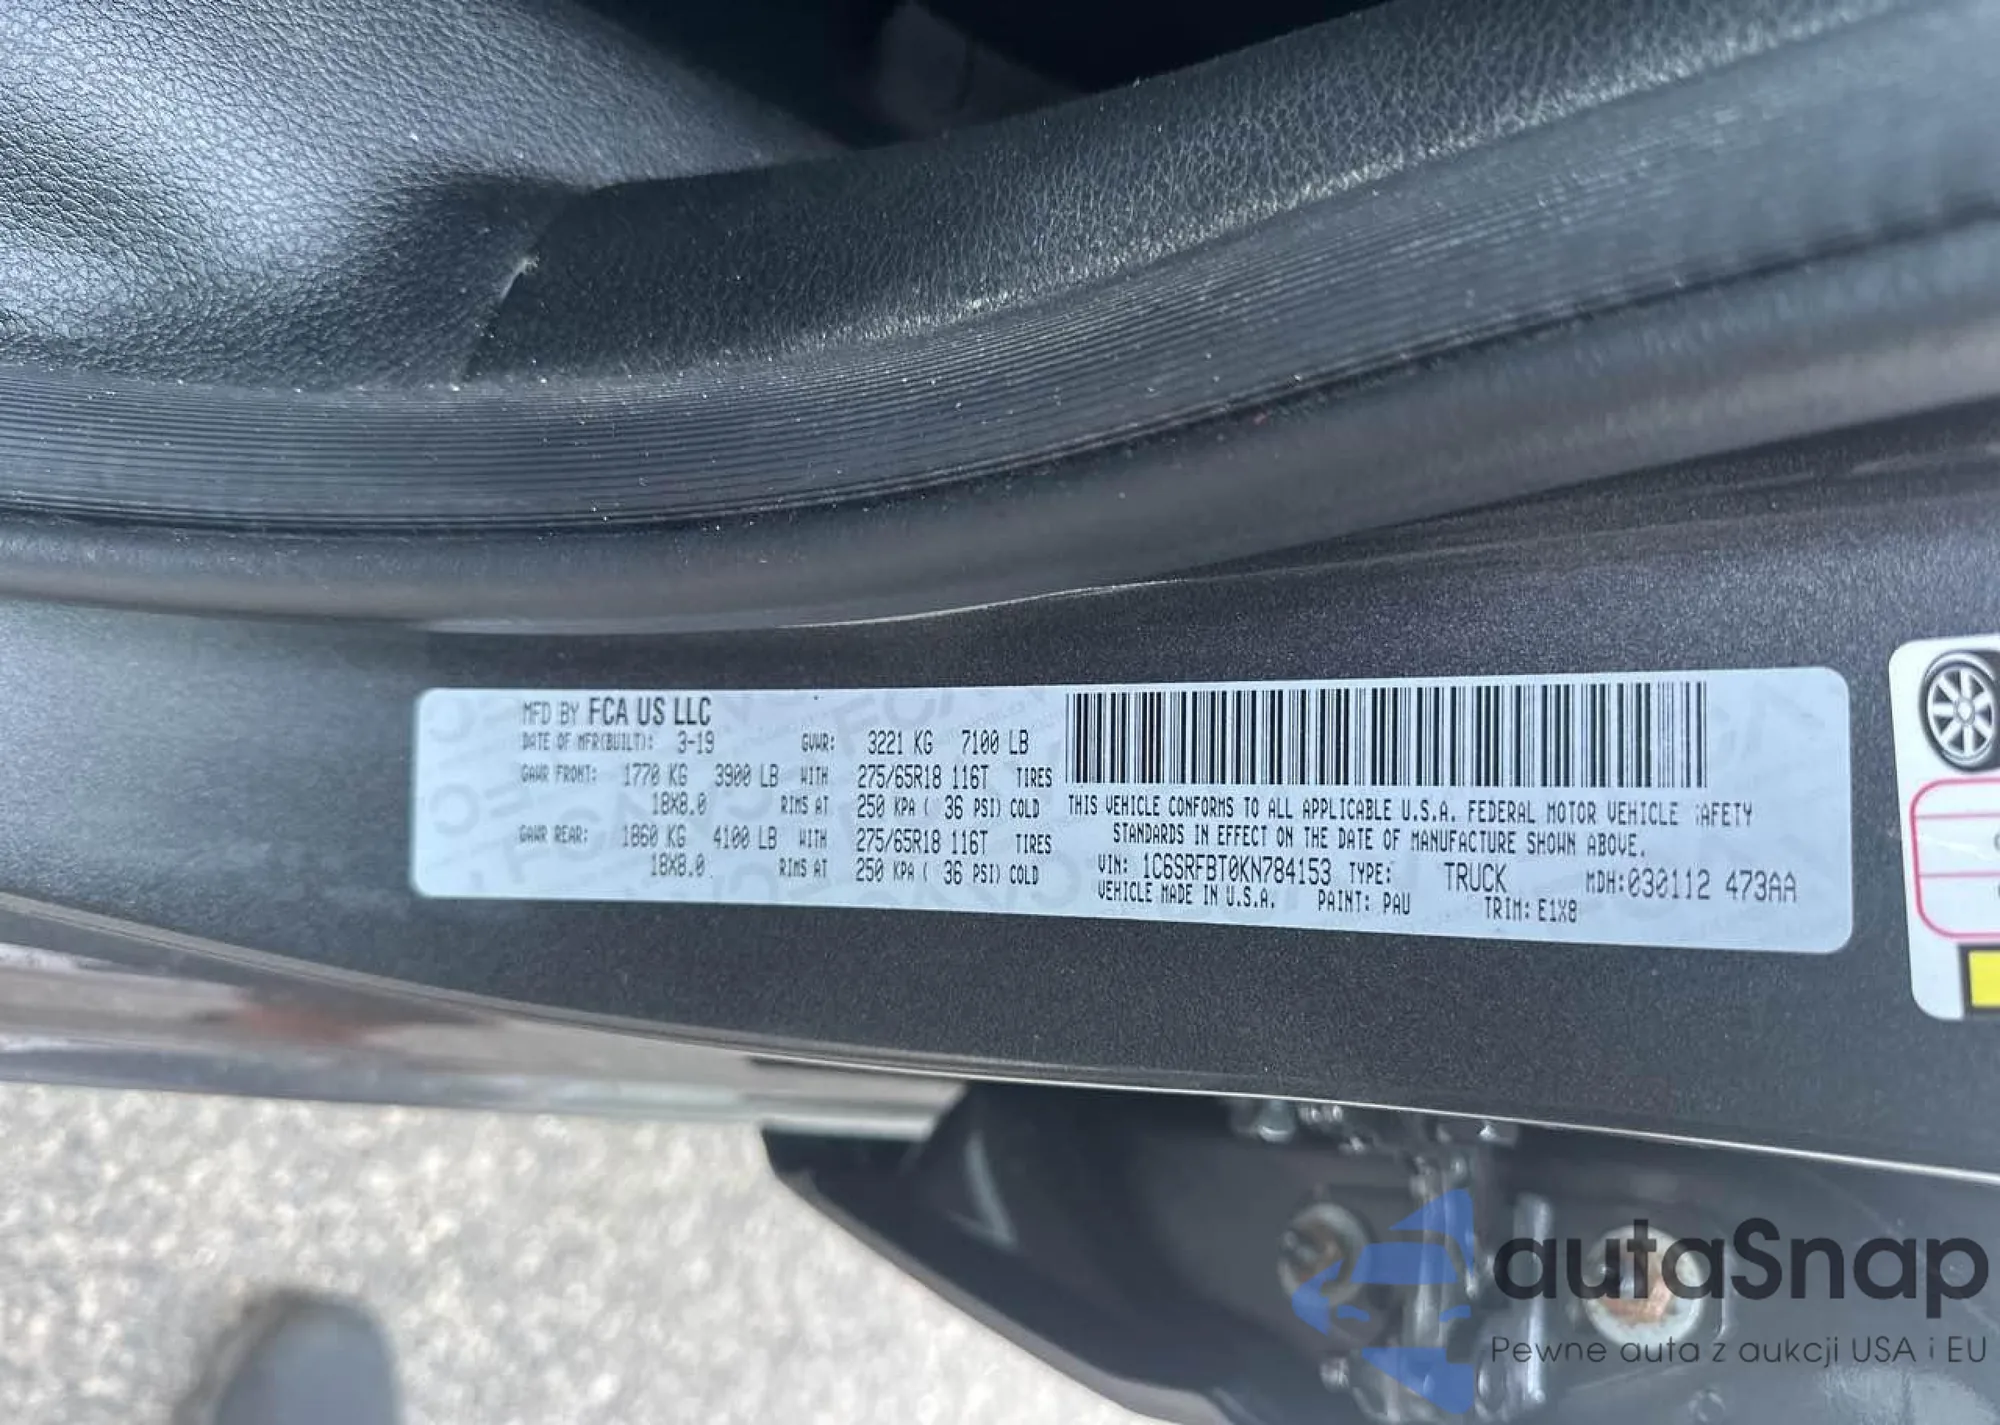 MFD BY FCA US LLC
DATE OF MFR(BUILT): 3-19 GVWR: 3221 KG 7100 LB
GAWR FRONT: 1770 KG 3900 LB WITH 275/65R18 116T TIRES
18X8.0 RIMS AT 250 KPA ( 36 PSI) COLD
GAWR REAR: 1860 KG 4100 LB WITH 275/65R18 116T TIRES
18X8.0 RIMS AT 250 KPA ( 36 PSI) COLD
THIS VEHICLE CONFORMS TO ALL APPLICABLE U.S.A. FEDERAL MOTOR VEHICLE SAFETY
STANDARDS IN EFFECT ON THE DATE OF MANUFACTURE SHOWN ABOVE.
VIN: 1C6SRFBT0KN784153 TYPE: TRUCK MDH:030112 473AA
VEHICLE MADE IN U.S.A. PAINT: PAU TRIM: E1X8
autaSnap
Pewne auta z aukcji USA i EU